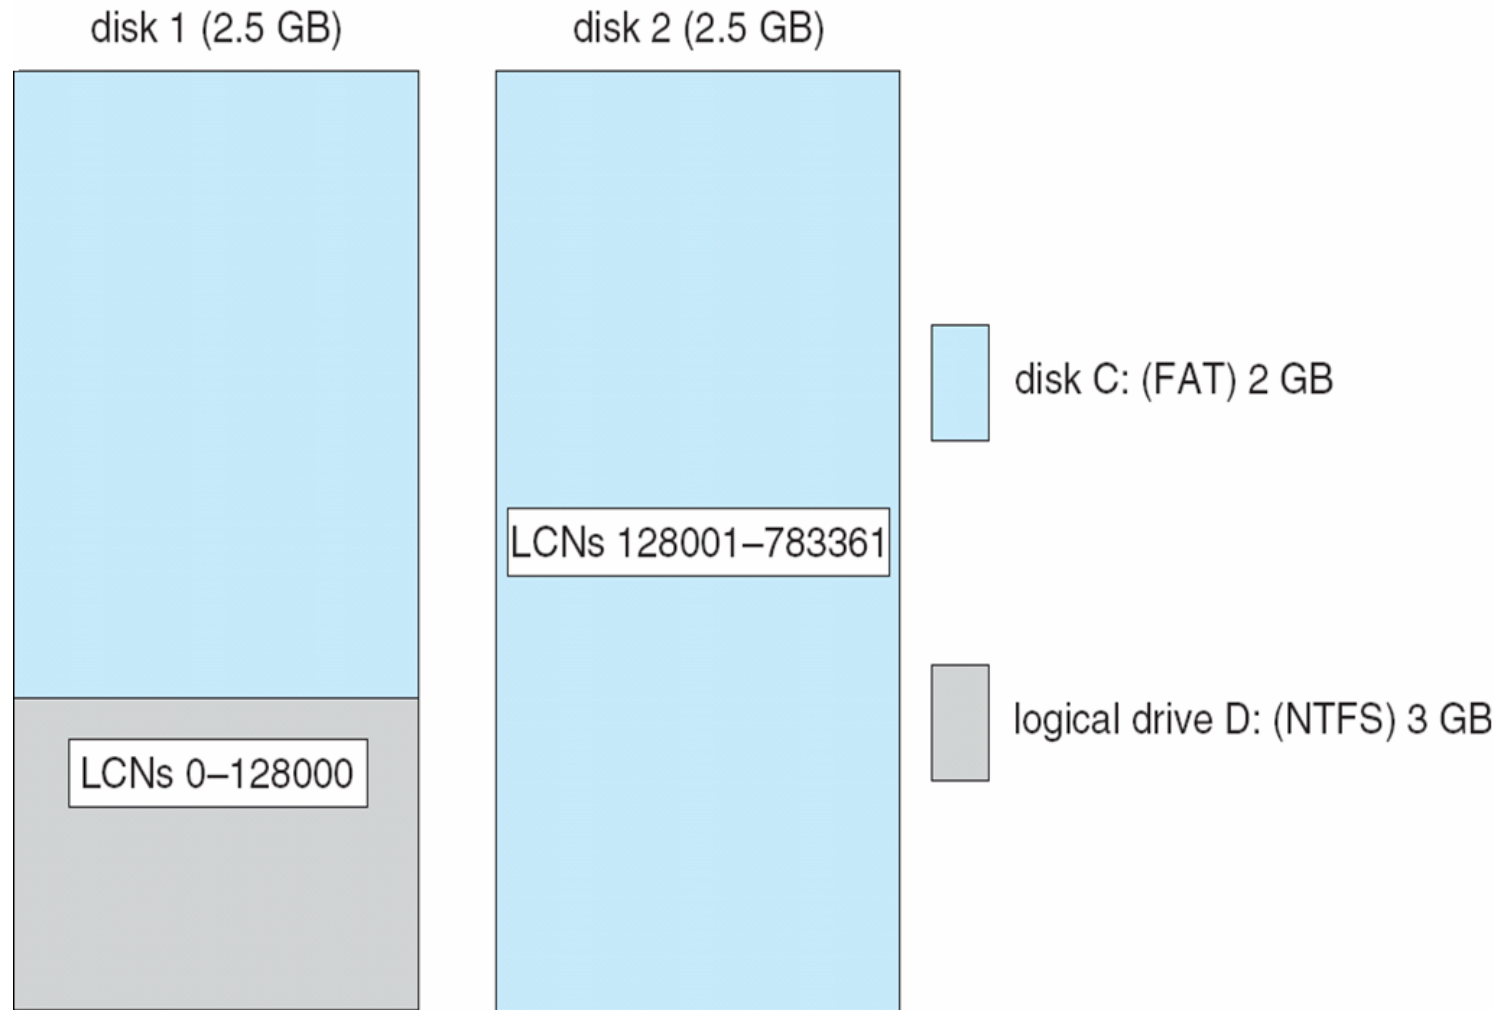 disk 1 (2.5 GB)
disk 2 (2.5 GB)
disk C: (FAT) 2 GB
LCNs 128001–783361
logical drive D: (NTFS) 3 GB
LCNs 0–128000